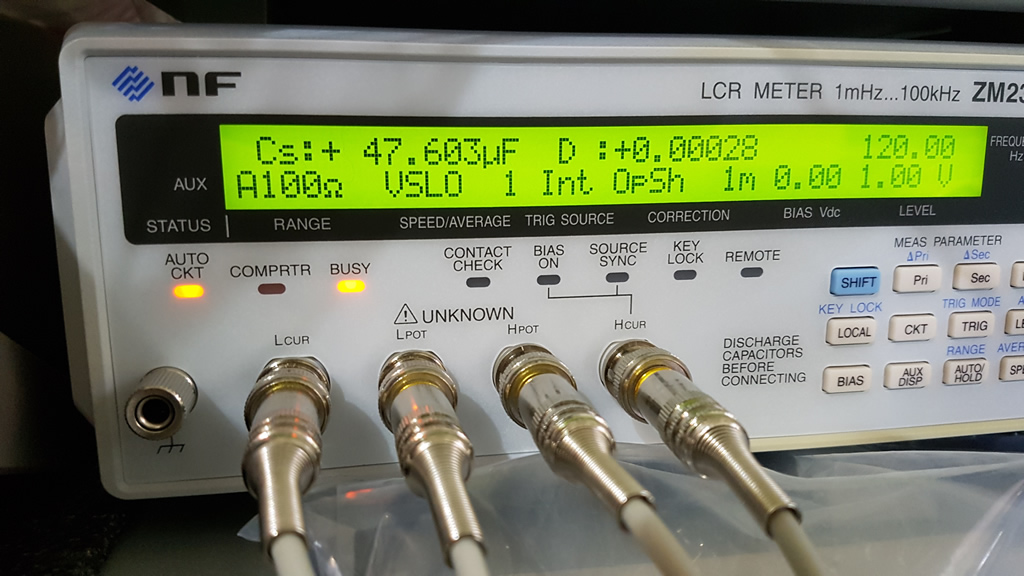 NF
LCR METER 1mHz...100kHz ZM23
Cs:+ 47.603µF D :+0.00028 120.00
FREQUE
Hz
AUX A100Ω VSLO 1 Int OpSh 1m 0.00 1.00 V
STATUS RANGE SPEED/AVERAGE TRIG SOURCE CORRECTION BIAS Vdc LEVEL
AUTO
CKT
COMPRTR
BUSY
CONTACT
CHECK
BIAS
ON
SOURCE
SYNC
KEY
LOCK
REMOTE
MEAS PARAMETER
ΔPri ΔSec
SHIFT Pri Sec
KEY LOCK TRIG MODE
LOCAL CKT TRIG
RANGE AVER
BIAS
AUX
DISP
AUTO/
HOLD
SPE
⚠ UNKNOWN
LCUR LPOT HPOT HCUR
DISCHARGE
CAPACITORS
BEFORE
CONNECTING